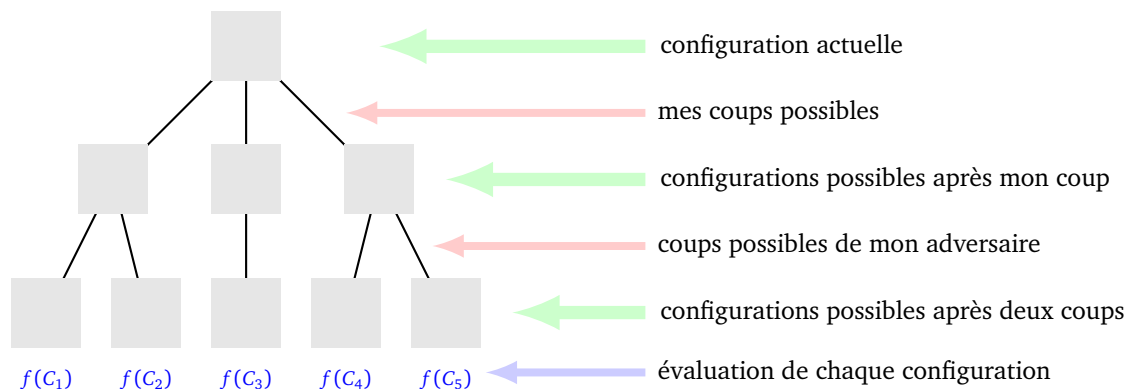 configuration actuelle
mes coups possibles
configurations possibles après mon coup
coups possibles de mon adversaire
configurations possibles après deux coups
f(C₁) f(C₂) f(C₃) f(C₄) f(C₅) évaluation de chaque configuration